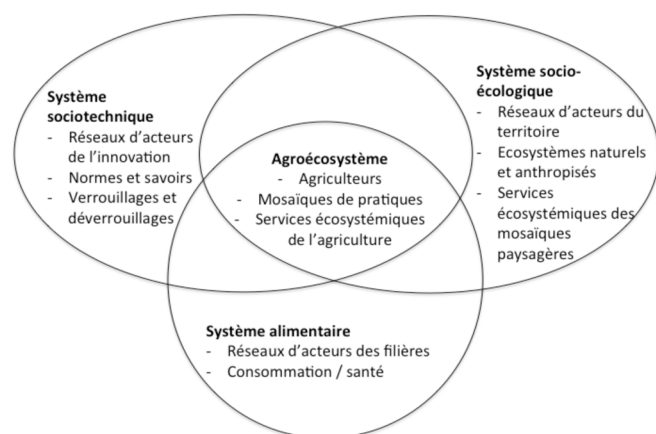 Système
sociotechnique
- Réseaux d'acteurs
de l'innovation
- Normes et savoirs
- Verrouillages et
déverrouillages
Système socio-
écologique
- Réseaux d'acteurs du
territoire
- Ecosystèmes naturels
et anthropisés
- Services
écosystémiques des
mosaïques
paysagères
Agroécosystème
- Agriculteurs
- Mosaïques de pratiques
- Services écosystémiques
de l'agriculture
Système alimentaire
- Réseaux d'acteurs des filières
- Consommation / santé